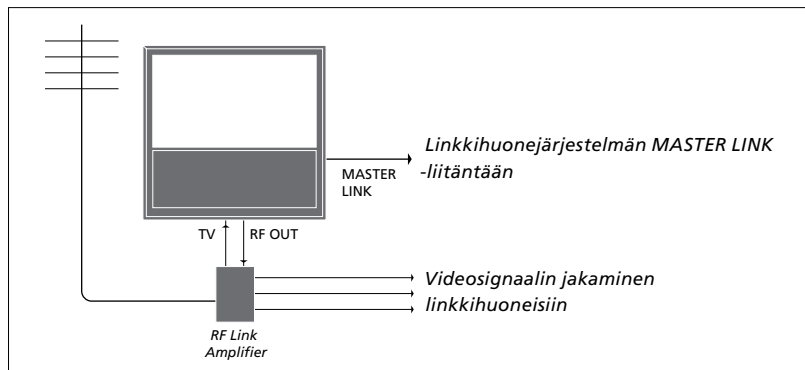 Linkkihuonejärjestelmän MASTER LINK
-liitäntään
MASTER
LINK
TV
RF OUT
Videosignaalin jakaminen
linkkihuoneisiin
RF Link
Amplifier